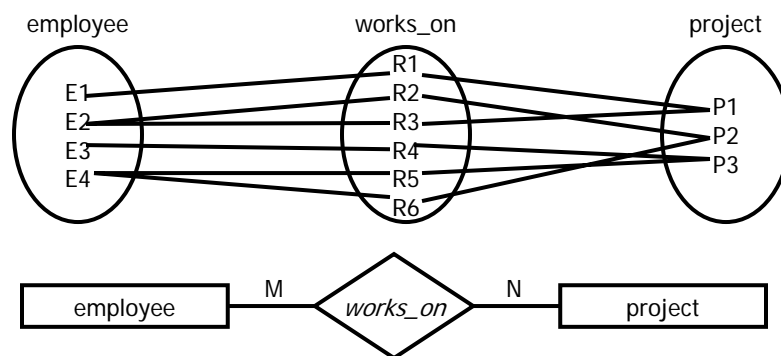 employee works_on project
E1
E2
E3
E4
R1
R2
R3
R4
R5
R6
P1
P2
P3
employee M works_on N project